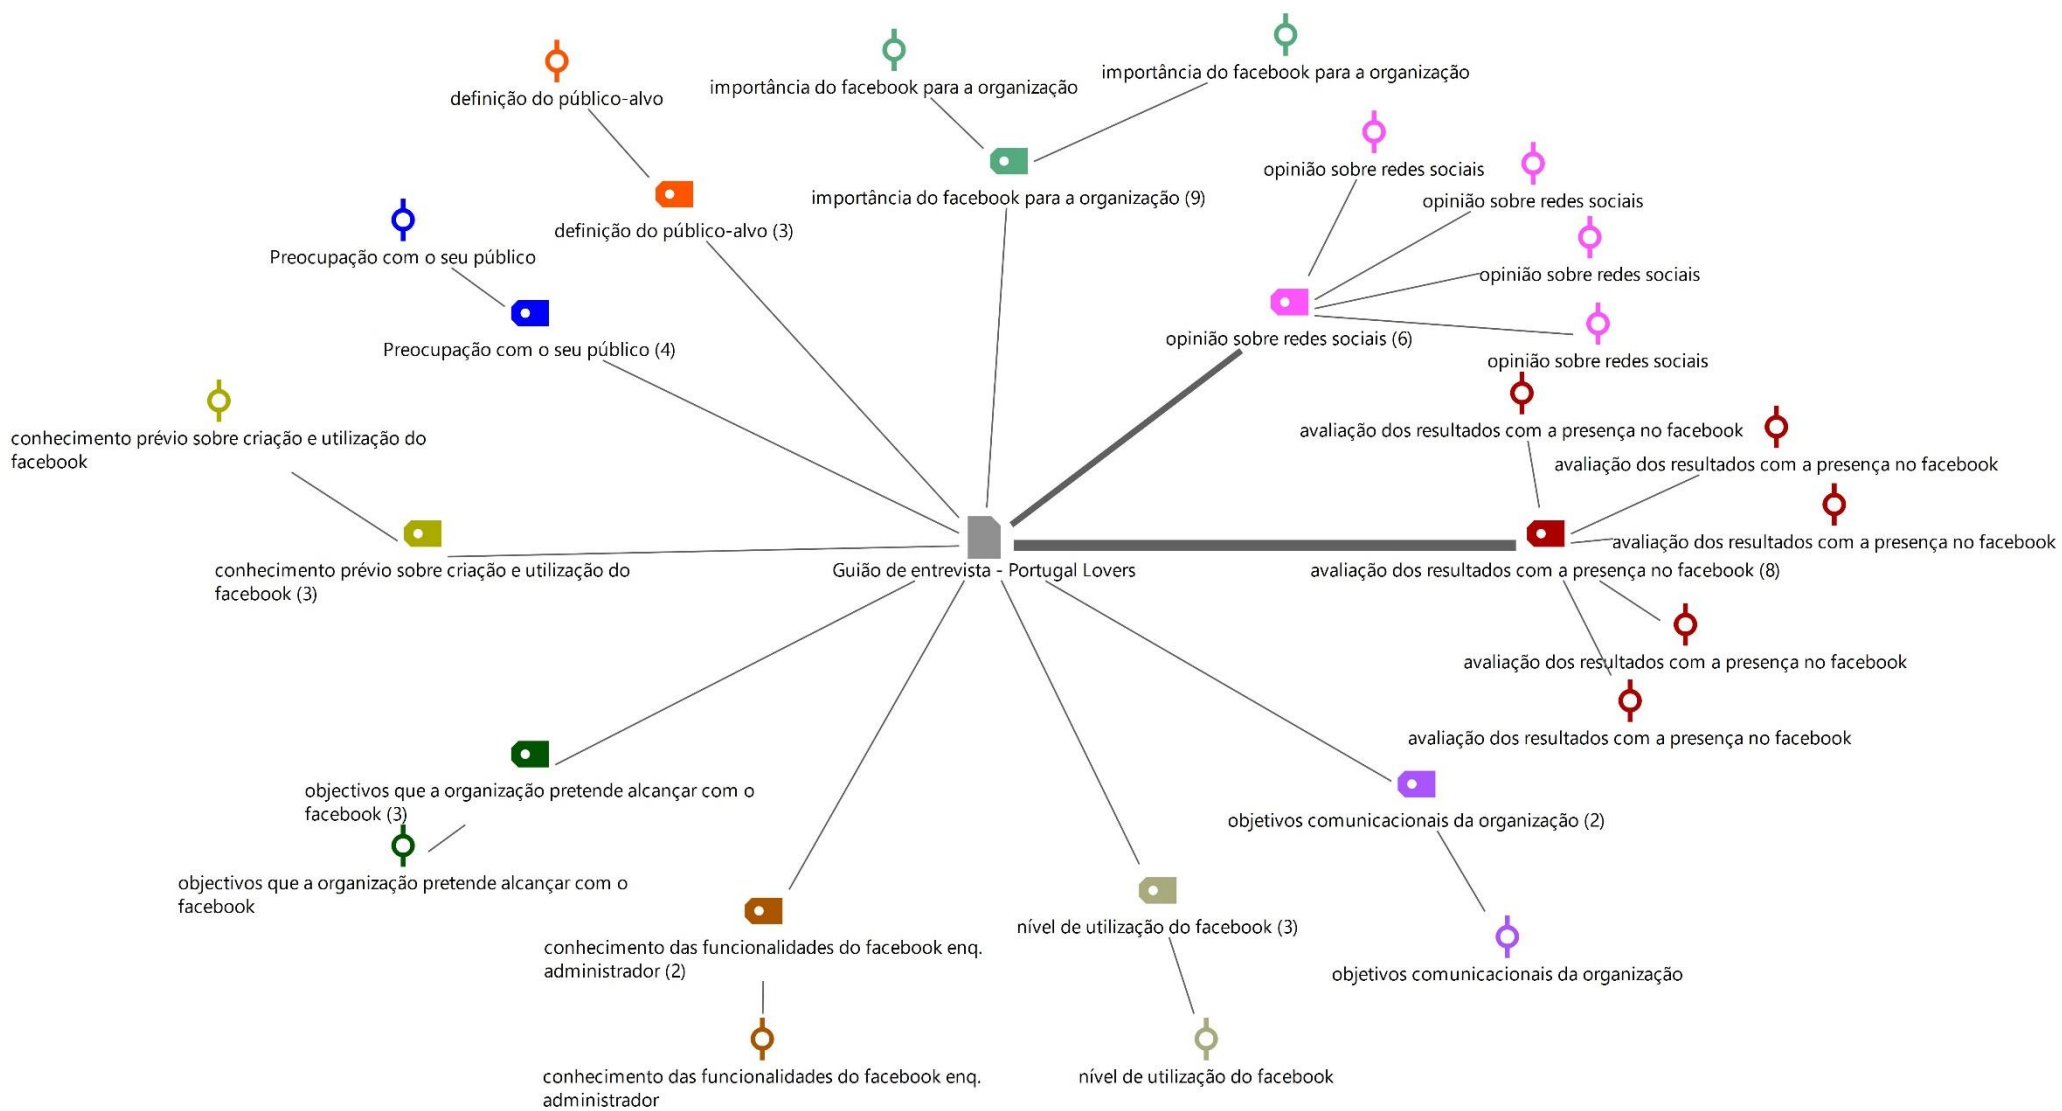 importância do facebook para a organização
importância do facebook para a organização
definição do público-alvo
opinião sobre redes sociais
importância do facebook para a organização (9)
opinião sobre redes sociais
definição do público-alvo (3)
Preocupação com o seu público
opinião sobre redes sociais
opinião sobre redes sociais (6)
Preocupação com o seu público (4)
opinião sobre redes sociais
avaliação dos resultados com a presença no facebook
conhecimento prévio sobre criação e utilização do
facebook
avaliação dos resultados com a presença no facebook
avaliação dos resultados com a presença no facebook
conhecimento prévio sobre criação e utilização do
facebook (3)
Guião de entrevista - Portugal Lovers
avaliação dos resultados com a presença no facebook (8)
avaliação dos resultados com a presença no facebook
avaliação dos resultados com a presença no facebook
objectivos que a organização pretende alcançar com o
facebook (3)
objetivos comunicacionais da organização (2)
objectivos que a organização pretende alcançar com o
facebook
nível de utilização do facebook (3)
conhecimento das funcionalidades do facebook enq.
administrador (2)
objetivos comunicacionais da organização
conhecimento das funcionalidades do facebook enq.
administrador
nível de utilização do facebook